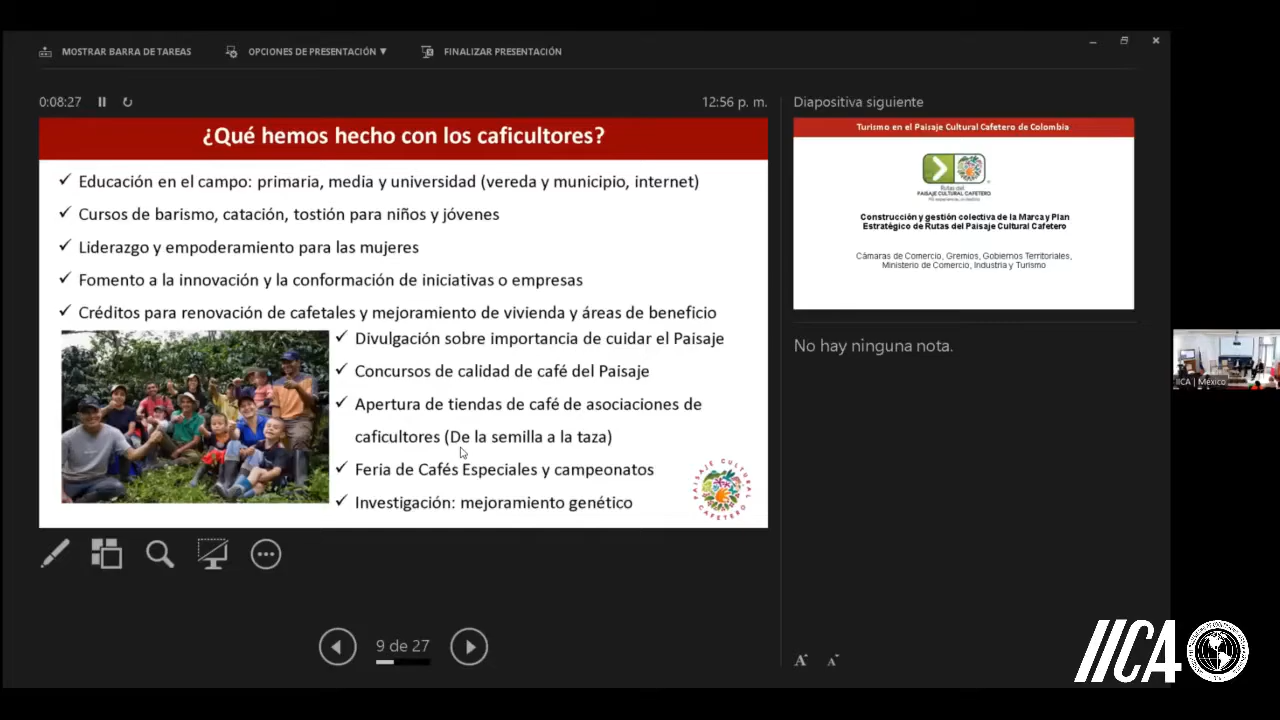 MOSTRAR BARRA DE TAREAS
OPCIONES DE PRESENTACIÓN ▼
FINALIZAR PRESENTACIÓN
0:08:27
12:56 p. m.
¿Qué hemos hecho con los caficultores?
✓ Educación en el campo: primaria, media y universidad (vereda y municipio, internet)
✓ Cursos de barismo, catación, tostión para niños y jóvenes
✓ Liderazgo y empoderamiento para las mujeres
✓ Fomento a la innovación y la conformación de iniciativas o empresas
✓ Créditos para renovación de cafetales y mejoramiento de vivienda y áreas de beneficio
✓ Divulgación sobre importancia de cuidar el Paisaje
✓ Concursos de calidad de café del Paisaje
✓ Apertura de tiendas de café de asociaciones de
caficultores (De la semilla a la taza)
✓ Feria de Cafés Especiales y campeonatos
✓ Investigación: mejoramiento genético
PAISAJE CULTURAL CAFETERO
9 de 27
Diapositiva siguiente
Turismo en el Paisaje Cultural Cafetero de Colombia
Rutas del
PAISAJE CULTURAL CAFETERO
Construcción y gestión colectiva de la Marca y Plan
Estratégico de Rutas del Paisaje Cultural Cafetero
Cámaras de Comercio, Gremios, Gobiernos Territoriales,
Ministerio de Comercio, Industria y Turismo
No hay ninguna nota.
A A
IICA | México
IICA